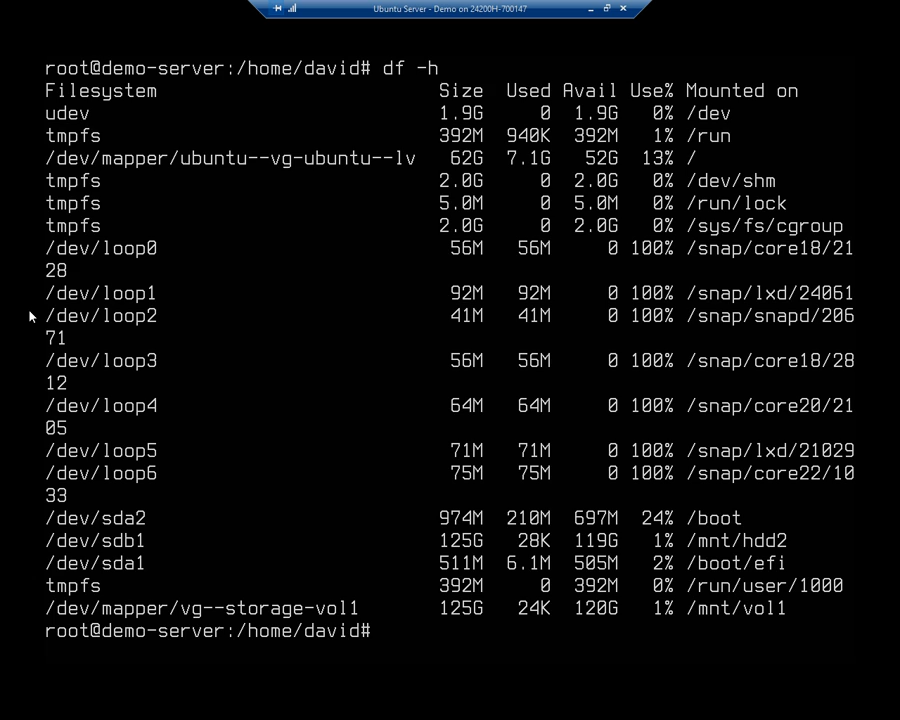 Ubuntu Server - Demo on 24200H-700147
root@demo-server:/home/david# df -h
Filesystem Size Used Avail Use% Mounted on
udev 1.9G 0 1.9G 0% /dev
tmpfs 392M 940K 392M 1% /run
/dev/mapper/ubuntu--vg-ubuntu--lv 62G 7.1G 52G 13% /
tmpfs 2.0G 0 2.0G 0% /dev/shm
tmpfs 5.0M 0 5.0M 0% /run/lock
tmpfs 2.0G 0 2.0G 0% /sys/fs/cgroup
/dev/loop0 56M 56M 0 100% /snap/core18/21
28
/dev/loop1 92M 92M 0 100% /snap/lxd/24061
/dev/loop2 41M 41M 0 100% /snap/snapd/206
71
/dev/loop3 56M 56M 0 100% /snap/core18/28
12
/dev/loop4 64M 64M 0 100% /snap/core20/21
05
/dev/loop5 71M 71M 0 100% /snap/lxd/21029
/dev/loop6 75M 75M 0 100% /snap/core22/10
33
/dev/sda2 974M 210M 697M 24% /boot
/dev/sdb1 125G 28K 119G 1% /mnt/hdd2
/dev/sda1 511M 6.1M 505M 2% /boot/efi
tmpfs 392M 0 392M 0% /run/user/1000
/dev/mapper/vg--storage-vol1 125G 24K 120G 1% /mnt/vol1
root@demo-server:/home/david#